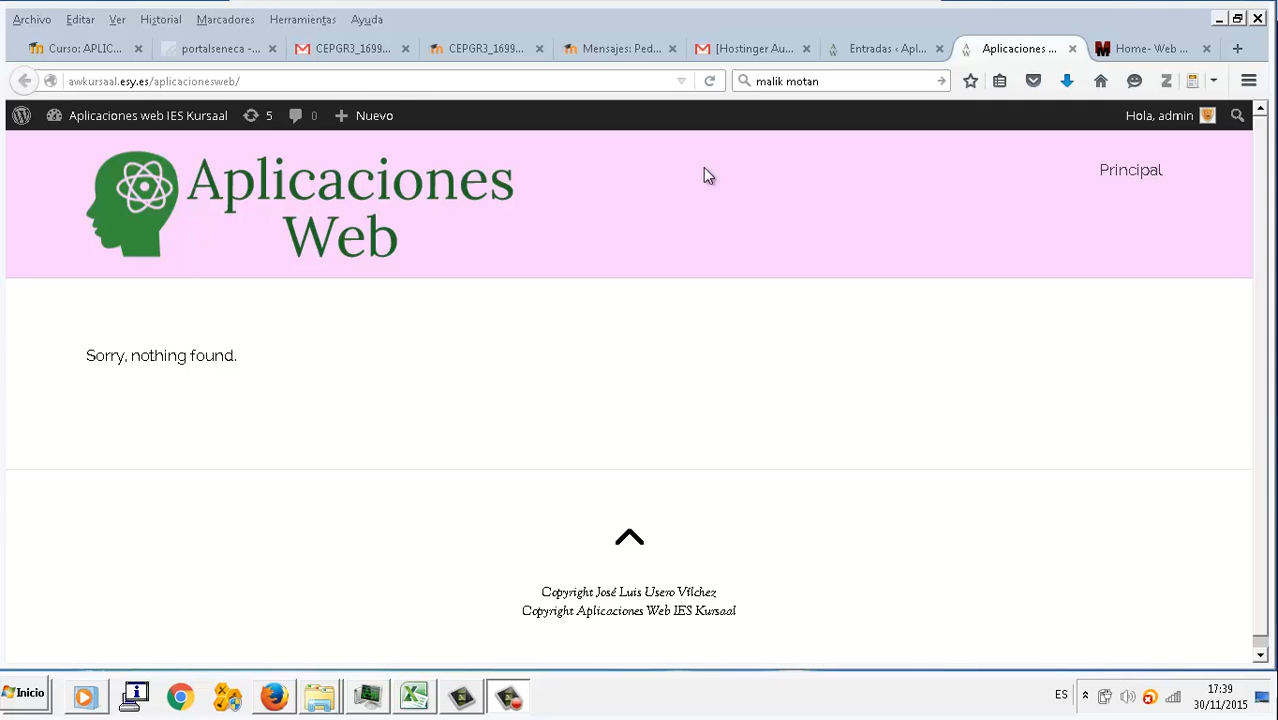 Archivo Editar Ver Historial Marcadores Herramientas Ayuda
Curso: APLIC... portalseneca -... CEPGR3_1699... CEPGR3_1699... Mensajes: Ped... [Hostinger Au... Entradas ‹ Apl... Aplicaciones ... Home- Web ...
awkursaal.esy.es/aplicacionesweb/ malik motan
Aplicaciones web IES Kursaal 5 0 + Nuevo Hola, admin
Aplicaciones
Web
Principal
Sorry, nothing found.
Copyright José Luis Usero Vílchez
Copyright Aplicaciones Web IES Kursaal
Inicio ES 17:39
30/11/2015